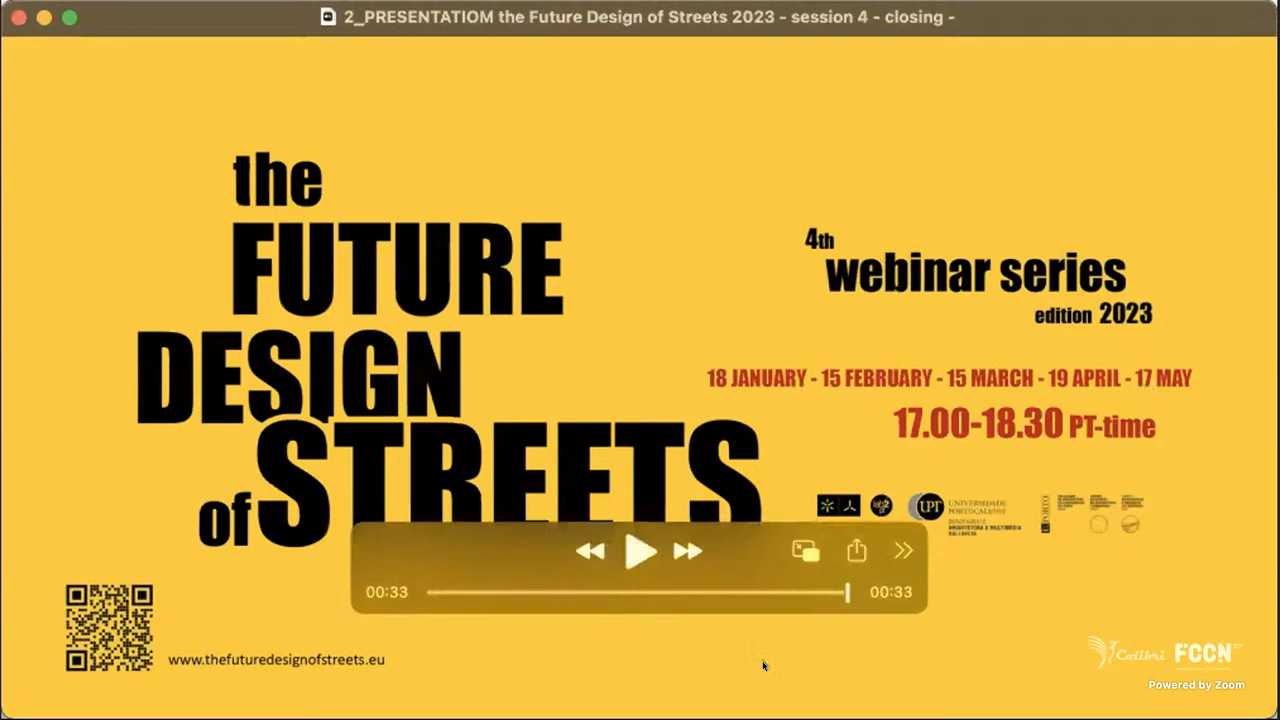 2_PRESENTATIOM the Future Design of Streets 2023 - session 4 - closing -
the
FUTURE
DESIGN
of STREETS
4th
webinar series
edition 2023
18 JANUARY - 15 FEBRUARY - 15 MARCH - 19 APRIL - 17 MAY
17.00-18.30 PT-time
UPT
UNIVERSIDADE
PORTUCALENSE
U.PORTO
00:33
00:33
www.thefuturedesignofstreets.eu
Colibri FCCN
Powered by Zoom